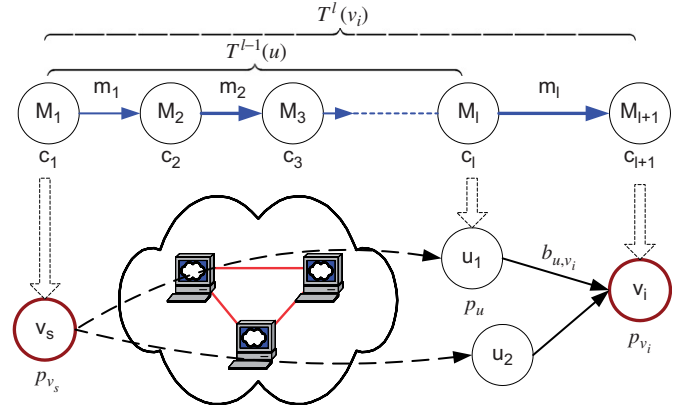 T^l(v_i)
T^{l-1}(u)
m_1 m_2 m_l
M_1 M_2 M_3 M_l M_{l+1}
c_1 c_2 c_3 c_l c_{l+1}
u_1 b_{u,v_i}
v_s p_u v_i
p_{v_s} u_2 p_{v_i}